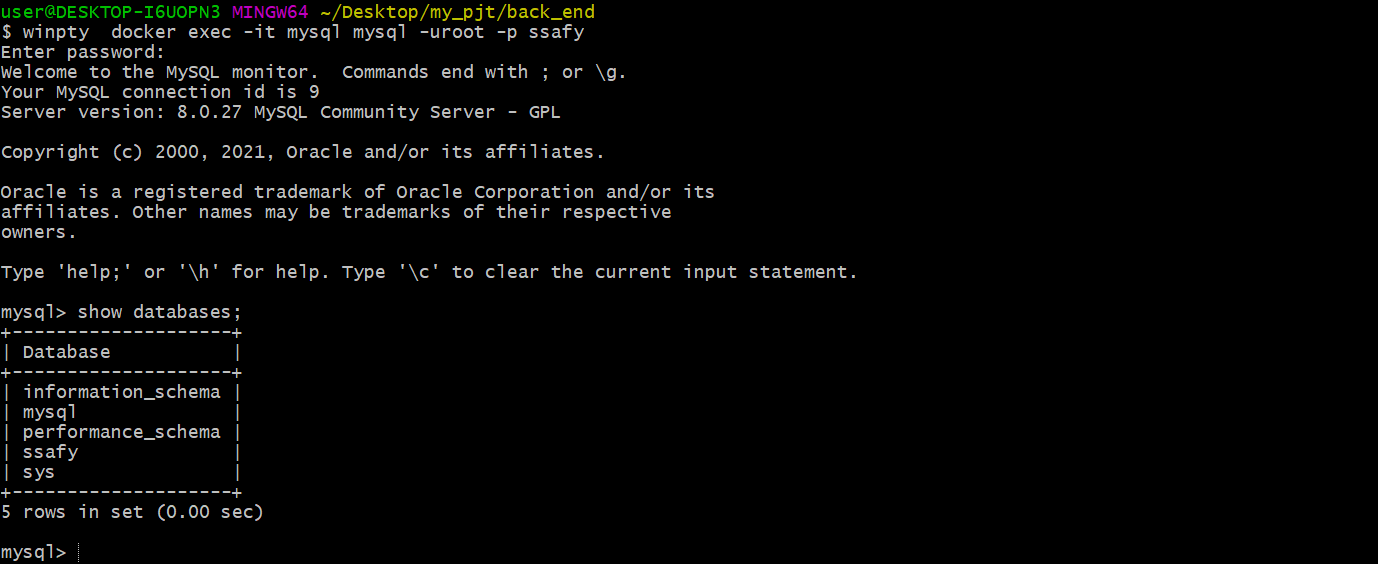 user@DESKTOP-I6UOPN3 MINGW64 ~/Desktop/my_pjt/back_end
$ winpty  docker exec -it mysql mysql -uroot -p ssafy
Enter password:
Welcome to the MySQL monitor.  Commands end with ; or \g.
Your MySQL connection id is 9
Server version: 8.0.27 MySQL Community Server - GPL

Copyright (c) 2000, 2021, Oracle and/or its affiliates.

Oracle is a registered trademark of Oracle Corporation and/or its
affiliates. Other names may be trademarks of their respective
owners.

Type 'help;' or '\h' for help. Type '\c' to clear the current input statement.

mysql> show databases;
+--------------------+
| Database           |
+--------------------+
| information_schema |
| mysql              |
| performance_schema |
| ssafy              |
| sys                |
+--------------------+
5 rows in set (0.00 sec)

mysql>